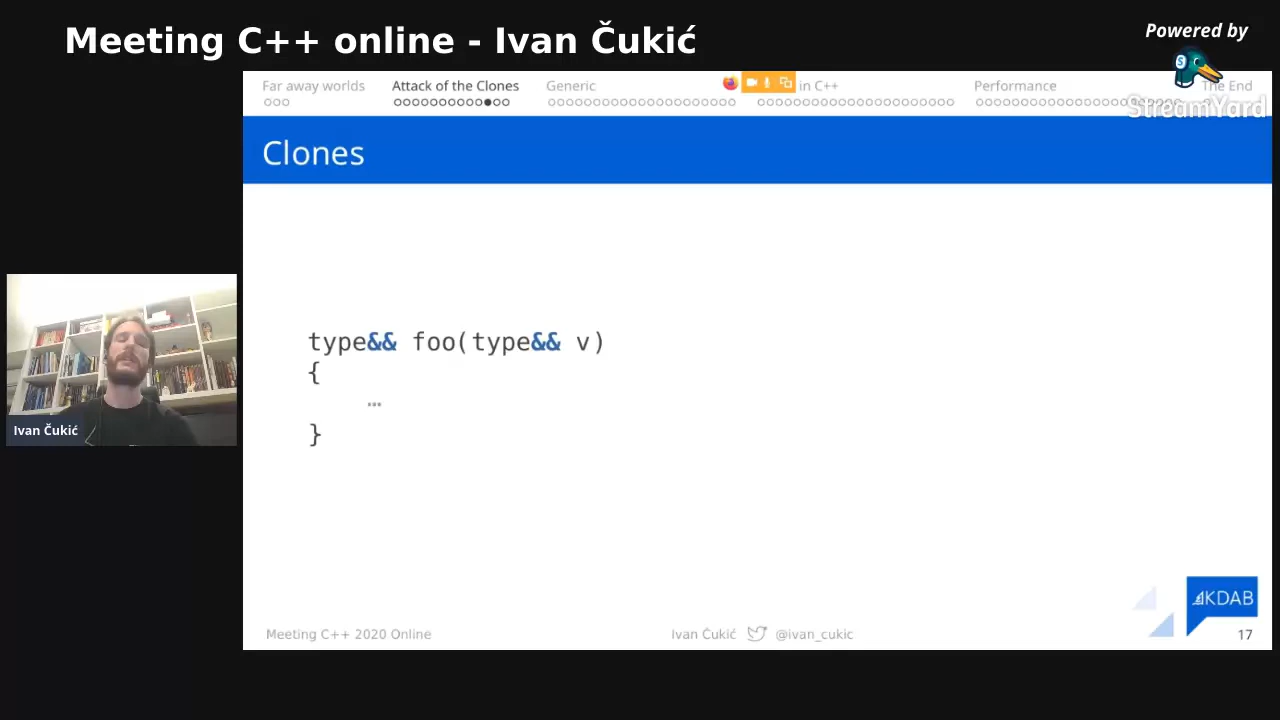 Meeting C++ online - Ivan Čukić
Powered by
StreamYard
Far away worlds
Attack of the Clones
Generic
in C++
Performance
The End
Clones
type&& foo(type&& v)
{
…
}
Ivan Čukić
KDAB
Meeting C++ 2020 Online
Ivan Čukić @ivan_cukic
17